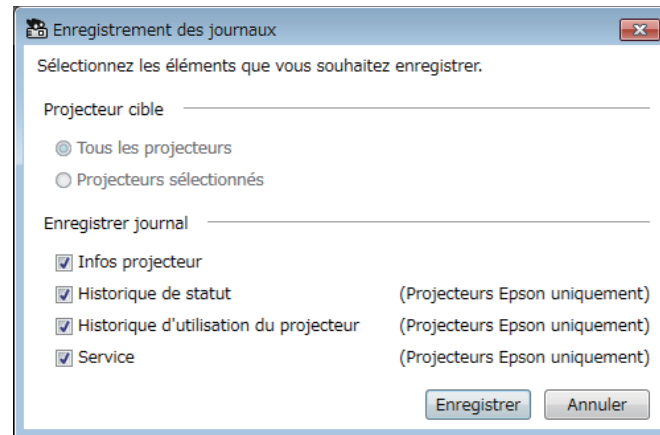 Enregistrement des journaux
Sélectionnez les éléments que vous souhaitez enregistrer.
Projecteur cible
Tous les projecteurs
Projecteurs sélectionnés
Enregistrer journal
Infos projecteur
Historique de statut (Projecteurs Epson uniquement)
Historique d'utilisation du projecteur (Projecteurs Epson uniquement)
Service (Projecteurs Epson uniquement)
Enregistrer Annuler